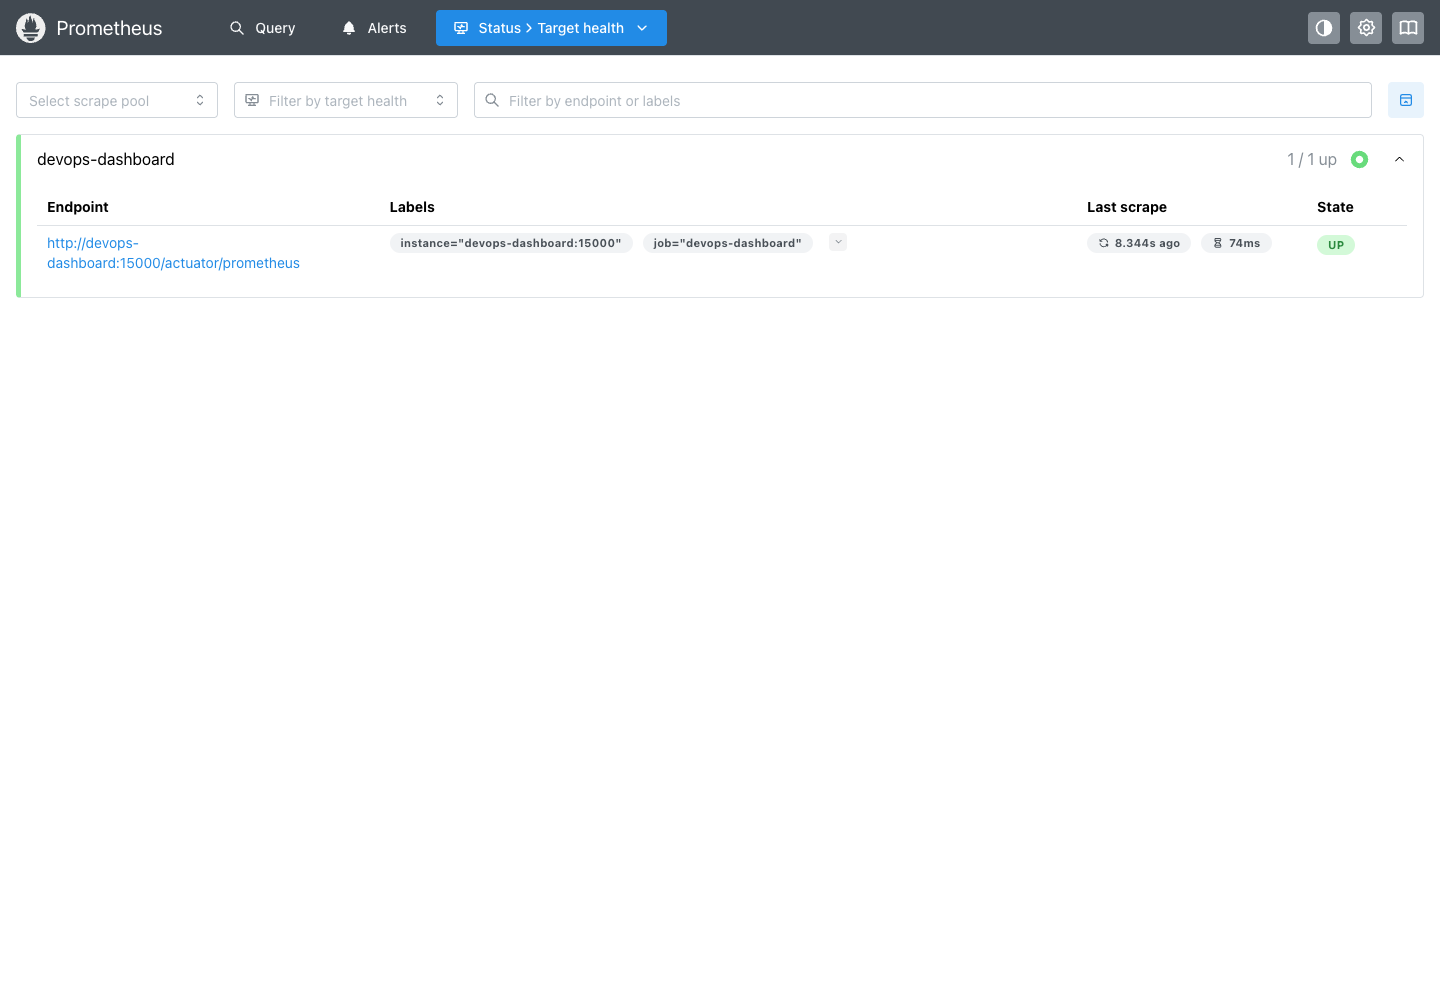 Prometheus
Query
Alerts
Status > Target health
Select scrape pool
Filter by target health
Filter by endpoint or labels
devops-dashboard
1 / 1 up
Endpoint
Labels
Last scrape
State
http://devops-
dashboard:15000/actuator/prometheus
instance="devops-dashboard:15000"
job="devops-dashboard"
8.344s ago
74ms
UP